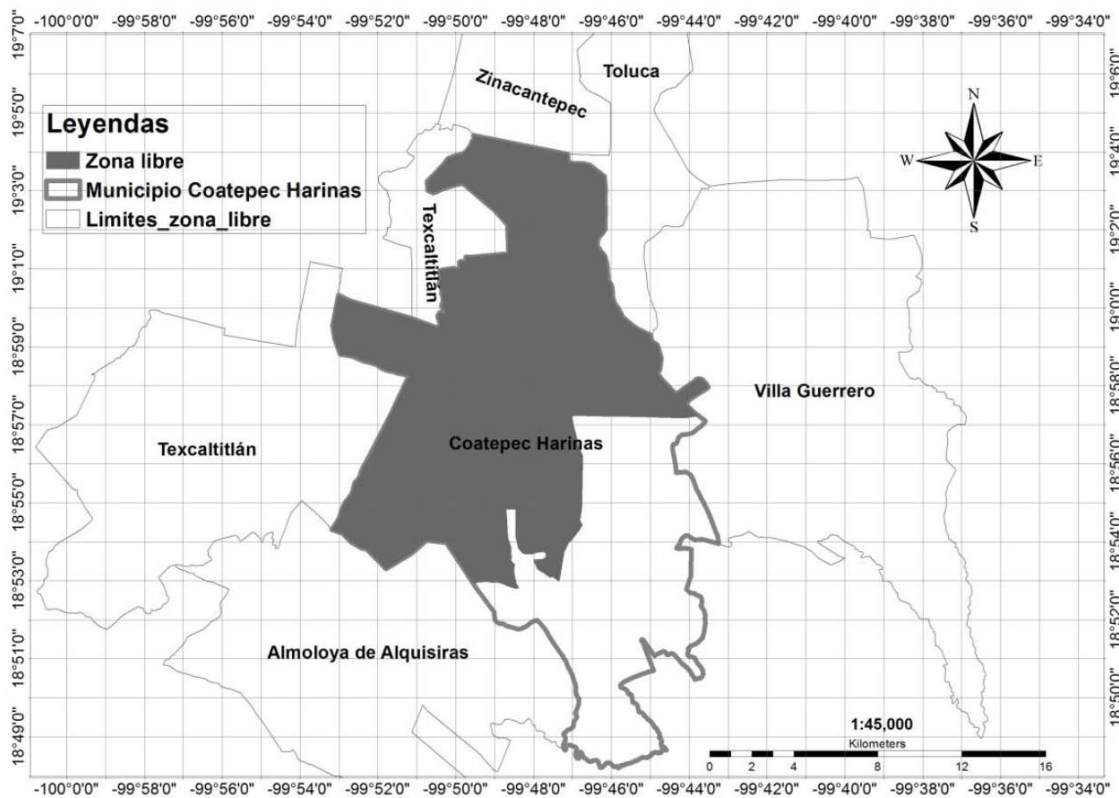 -100°0'0" -99°58'0" -99°56'0" -99°54'0" -99°52'0" -99°50'0" -99°48'0" -99°46'0" -99°44'0" -99°42'0" -99°40'0" -99°38'0" -99°36'0" -99°34'0"
19°7'0"
19°5'0"
19°3'0"
19°1'0"
18°59'0"
18°57'0"
18°55'0"
18°53'0"
18°51'0"
18°49'0"
Leyendas
Zona libre
Municipio Coatepec Harinas
Limites_zona_libre
Zinacantepec
Toluca
N
W
E
S
Texcaltitlán
Villa Guerrero
Coatepec Harinas
Texcaltitlán
Almoloya de Alquisiras
1:45,000
Kilometers
0 2 4 8 12 16
19°6'0"
19°4'0"
19°2'0"
19°0'0"
18°58'0"
18°56'0"
18°54'0"
18°52'0"
18°50'0"
-100°0'0" -99°58'0" -99°56'0" -99°54'0" -99°52'0" -99°50'0" -99°48'0" -99°46'0" -99°44'0" -99°42'0" -99°40'0" -99°38'0" -99°36'0" -99°34'0"